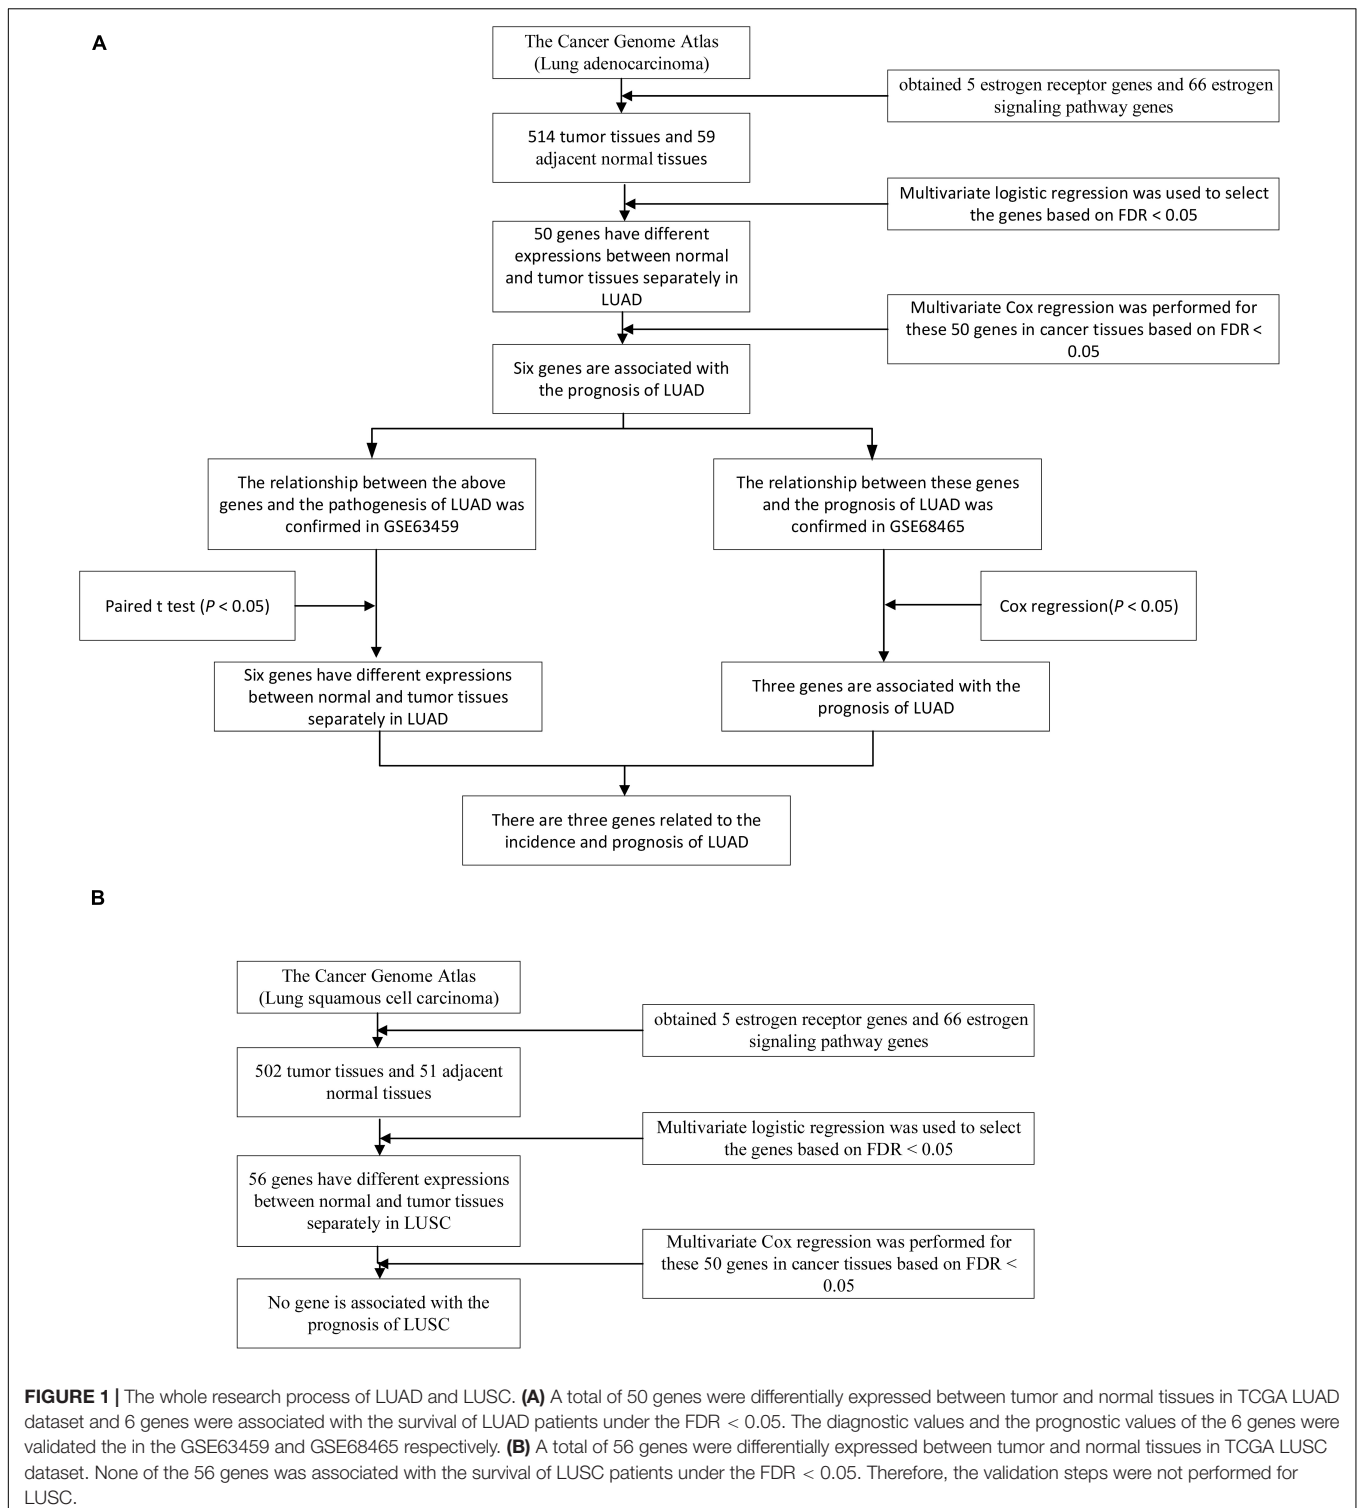 A
The Cancer Genome Atlas
(Lung adenocarcinoma)
obtained 5 estrogen receptor genes and 66 estrogen
signaling pathway genes
514 tumor tissues and 59
adjacent normal tissues
Multivariate logistic regression was used to select
the genes based on FDR < 0.05
50 genes have different
expressions between normal
and tumor tissues separately in
LUAD
Multivariate Cox regression was performed for
these 50 genes in cancer tissues based on FDR <
0.05
Six genes are associated with
the prognosis of LUAD
The relationship between the above
genes and the pathogenesis of LUAD was
confirmed in GSE63459
The relationship between these genes
and the prognosis of LUAD was
confirmed in GSE68465
Paired t test (P < 0.05)
Cox regression(P < 0.05)
Six genes have different expressions
between normal and tumor tissues
separately in LUAD
Three genes are associated with the
prognosis of LUAD
There are three genes related to the
incidence and prognosis of LUAD
B
The Cancer Genome Atlas
(Lung squamous cell carcinoma)
obtained 5 estrogen receptor genes and 66 estrogen
signaling pathway genes
502 tumor tissues and 51 adjacent
normal tissues
Multivariate logistic regression was used to select
the genes based on FDR < 0.05
56 genes have different expressions
between normal and tumor tissues
separately in LUSC
Multivariate Cox regression was performed for
these 50 genes in cancer tissues based on FDR <
0.05
No gene is associated with the
prognosis of LUSC
FIGURE 1 | The whole research process of LUAD and LUSC. (A) A total of 50 genes were differentially expressed between tumor and normal tissues in TCGA LUAD
dataset and 6 genes were associated with the survival of LUAD patients under the FDR < 0.05. The diagnostic values and the prognostic values of the 6 genes were
validated the in the GSE63459 and GSE68465 respectively. (B) A total of 56 genes were differentially expressed between tumor and normal tissues in TCGA LUSC
dataset. None of the 56 genes was associated with the survival of LUSC patients under the FDR < 0.05. Therefore, the validation steps were not performed for
LUSC.